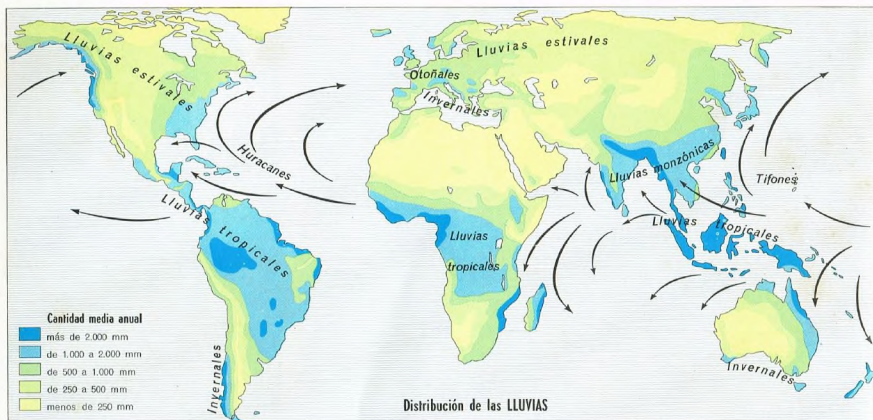 Lluvias estivales
Lluvias estivales
Otoñales
Invernales
Huracanes
Lluvias monzónicas
Tifones
Lluvias tropicales
Lluvias
tropicales
Lluvias tropicales
Invernales
Invernales
Cantidad media anual
más de 2.000 mm
de 1.000 a 2.000 mm
de 500 a 1.000 mm
de 250 a 500 mm
menos de 250 mm
Distribución de las LLUVIAS